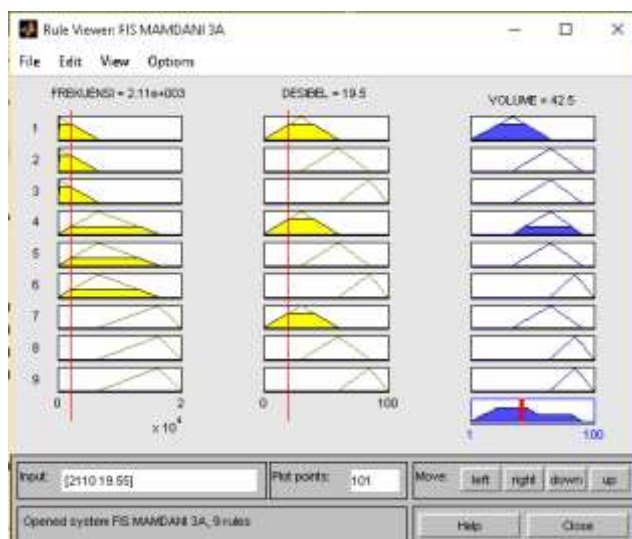 Rule Viewer: FIS MAMDANI 3A
File Edit View Options
FREKUENSI = 2.11e+003
DESIBEL = 19.5
VOLUME = 42.5
1
2
3
4
5
6
7
8
9
0 2
x 10^4
0 100
1 100
Input: [2110 19.55]
Plot points: 101
Move: left right down up
Opened system FIS MAMDANI 3A, 9 rules
Help Close